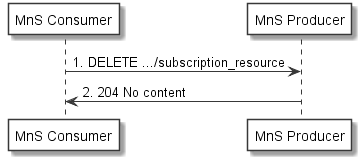 MnS Consumer MnS Producer
1. DELETE .../subscription_resource
2. 204 No content
MnS Consumer MnS Producer